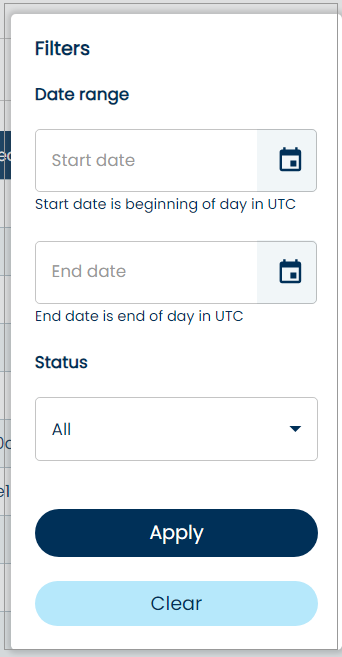 Filters
Date range
Start date
Start date is beginning of day in UTC
End date
End date is end of day in UTC
Status
All
Apply
Clear